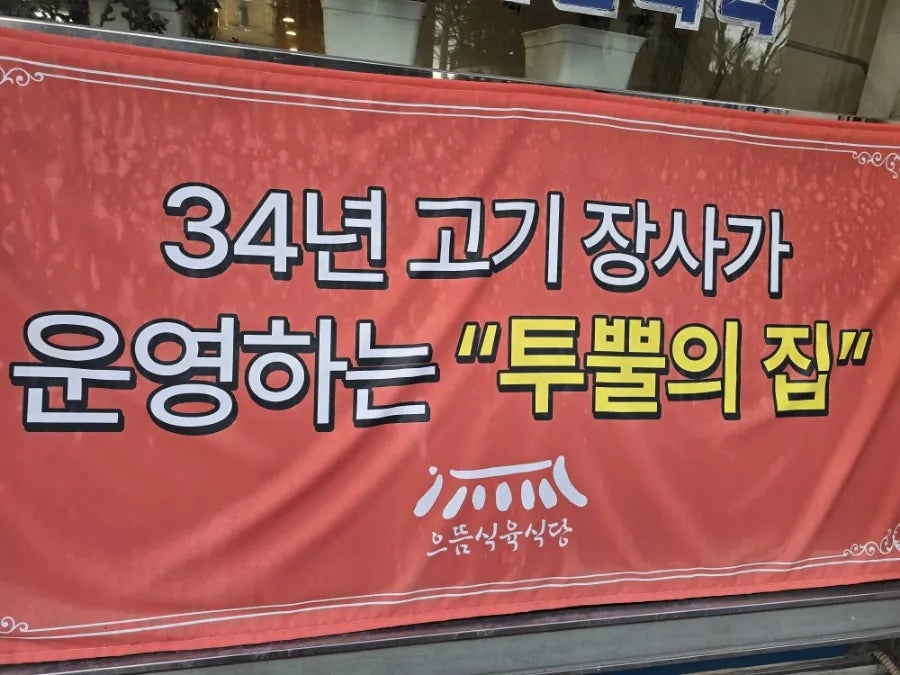 34년 고기 장사가
운영하는 "투뿔의 집"
으뜸식육식당